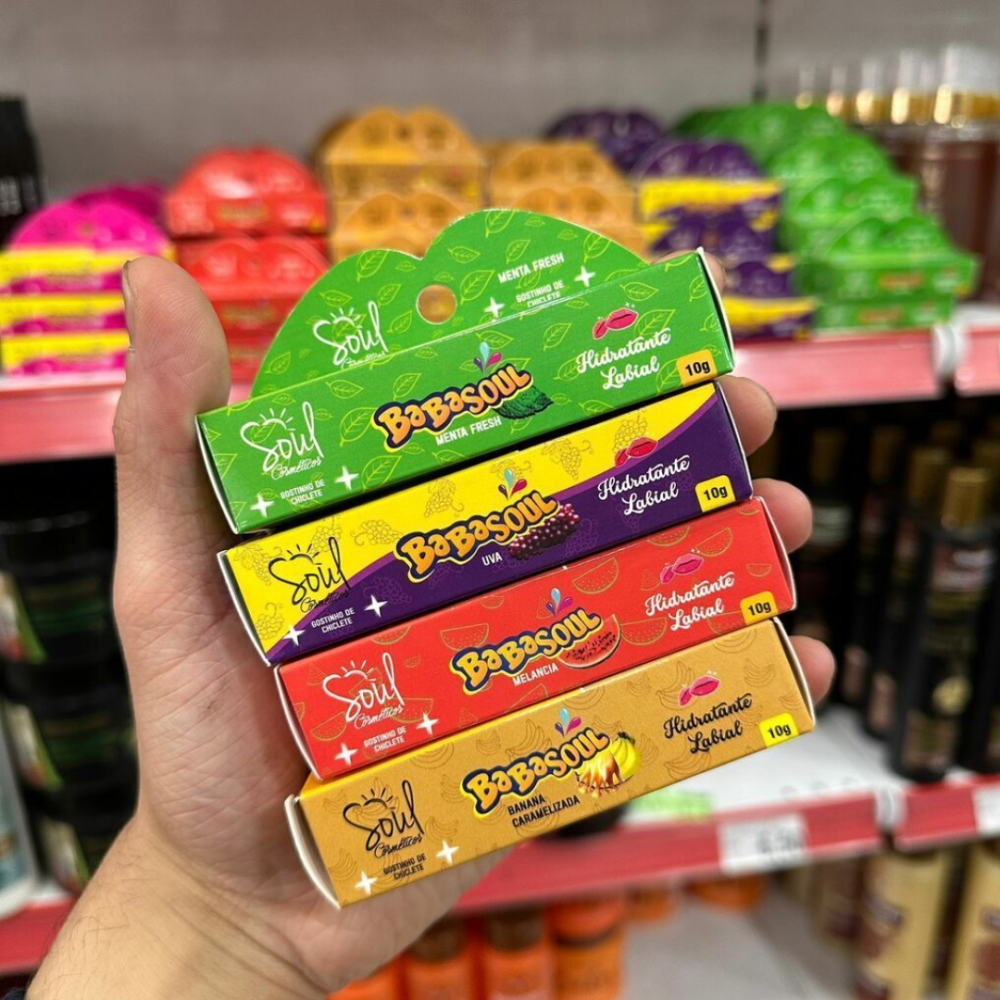 Soul
Cosméticos
MENTA FRESH
GOSTINHO DE
CHICLETE
Soul
Cosméticos
GOSTINHO DE
CHICLETE
BaBaSOUL
MENTA FRESH
Hidratante
Labial
10g
Soul
Cosméticos
GOSTINHO DE
CHICLETE
BaBaSOUL
UVA
Hidratante
Labial
10g
Soul
Cosméticos
GOSTINHO DE
CHICLETE
BaBaSOUL
MELANCIA
Hidratante
Labial
10g
Soul
Cosméticos
GOSTINHO DE
CHICLETE
BaBaSOUL
BANANA
CARAMELIZADA
Hidratante
Labial
10g